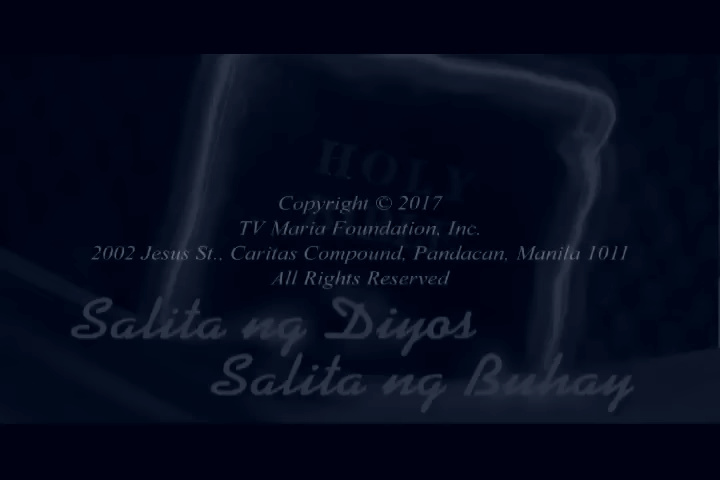 HOLY
Copyright © 2017
TV Maria Foundation, Inc.
2002 Jesus St., Caritas Compound, Pandacan, Manila 1011
All Rights Reserved
Salita ng Diyos
Salita ng Buhay